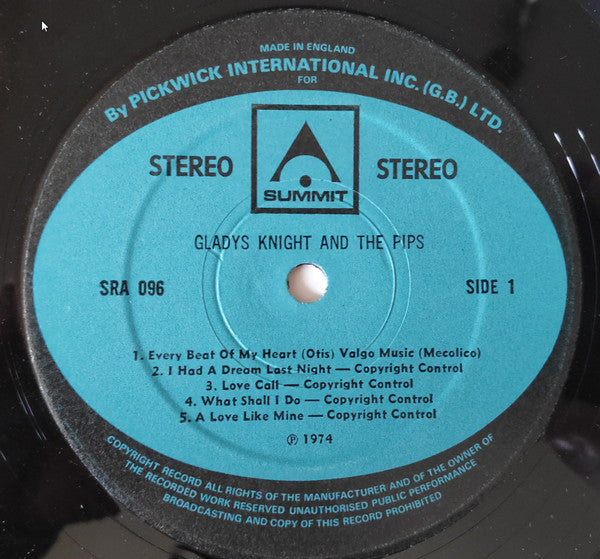 MADE IN ENGLAND
By PICKWICK INTERNATIONAL INC. (G.B.) LTD.
FOR
STEREO
SUMMIT
STEREO
GLADYS KNIGHT AND THE PIPS
SRA 096
SIDE 1
1. Every Beat Of My Heart (Otis) Valgo Music (Mecolico)
2. I Had A Dream Last Night — Copyright Control
3. Love Call — Copyright Control
4. What Shall I Do — Copyright Control
5. A Love Like Mine — Copyright Control
℗ 1974
COPYRIGHT RECORD ALL RIGHTS OF THE MANUFACTURER AND OF THE OWNER OF
THE RECORDED WORK RESERVED UNAUTHORISED PUBLIC PERFORMANCE
BROADCASTING AND COPY OF THIS RECORD PROHIBITED